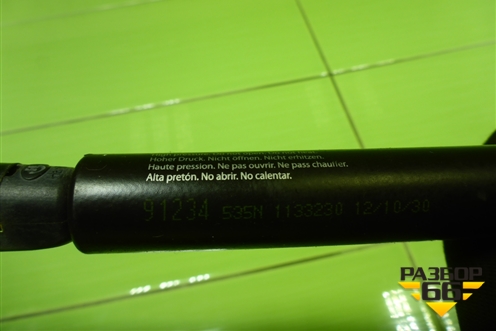 Hoher Druck. Nicht öffnen. Nicht erhitzen.
Haute pression. Ne pas ouvrir. Ne pass chaufler.
Alta pretón. No abrir. No calentar.
91234 535N 1133230 12/10/30
РАЗБОР
66